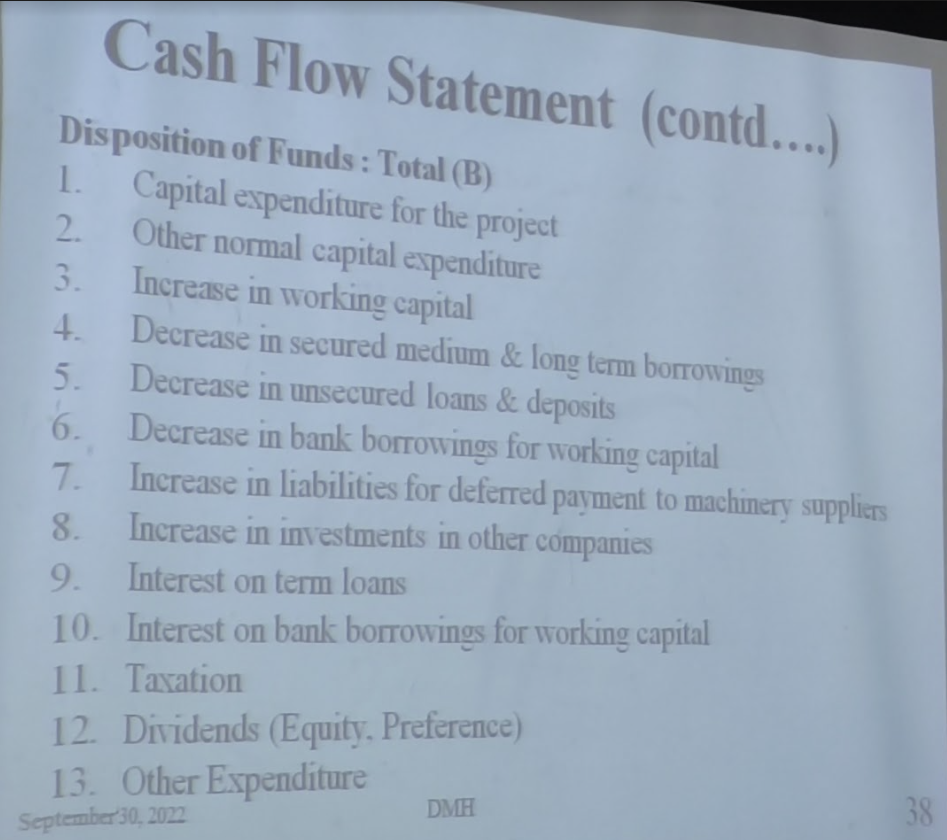 Cash Flow Statement (contd....)
Disposition of Funds : Total (B)
1. Capital expenditure for the project
2. Other normal capital expenditure
3. Increase in working capital
4. Decrease in secured medium & long term borrowings
5. Decrease in unsecured loans & deposits
6. Decrease in bank borrowings for working capital
7. Increase in liabilities for deferred payment to machinery suppliers
8. Increase in investments in other companies
9. Interest on term loans
10. Interest on bank borrowings for working capital
11. Taxation
12. Dividends (Equity, Preference)
13. Other Expenditure
September 30, 2022 DMH 38